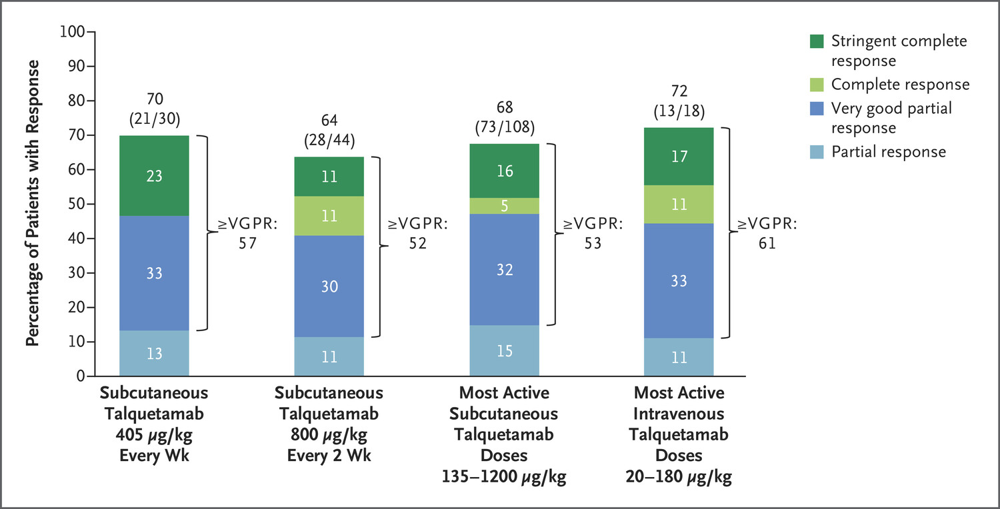 Percentage of Patients with Response
100
90
80
70
60
50
40
30
20
10
0
70
(21/30)
23
33
13
≥VGPR:
57
64
(28/44)
11
11
30
11
≥VGPR:
52
68
(73/108)
16
5
32
15
≥VGPR:
53
72
(13/18)
17
11
33
11
≥VGPR:
61
Subcutaneous
Talquetamab
405 µg/kg
Every Wk
Subcutaneous
Talquetamab
800 µg/kg
Every 2 Wk
Most Active
Subcutaneous
Talquetamab
Doses
135–1200 µg/kg
Most Active
Intravenous
Talquetamab
Doses
20–180 µg/kg
Stringent complete
response
Complete response
Very good partial
response
Partial response